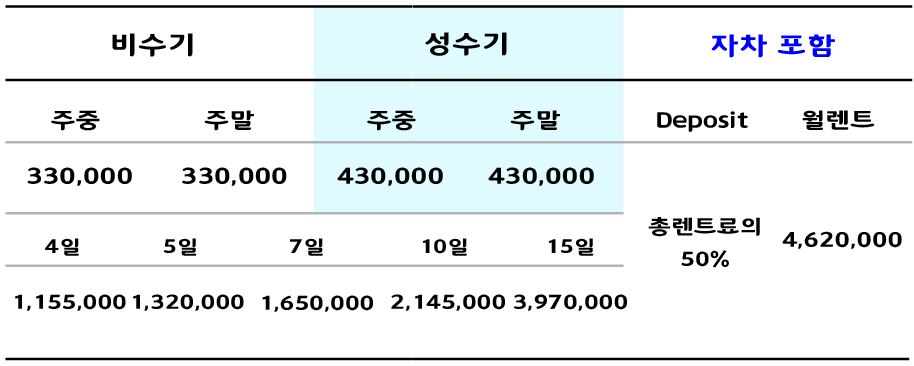 비수기 성수기 자차 포함
주중 주말 주중 주말 Deposit 월렌트
330,000 330,000 430,000 430,000
총렌트료의 50% 4,620,000
4일 5일 7일 10일 15일
1,155,000 1,320,000 1,650,000 2,145,000 3,970,000